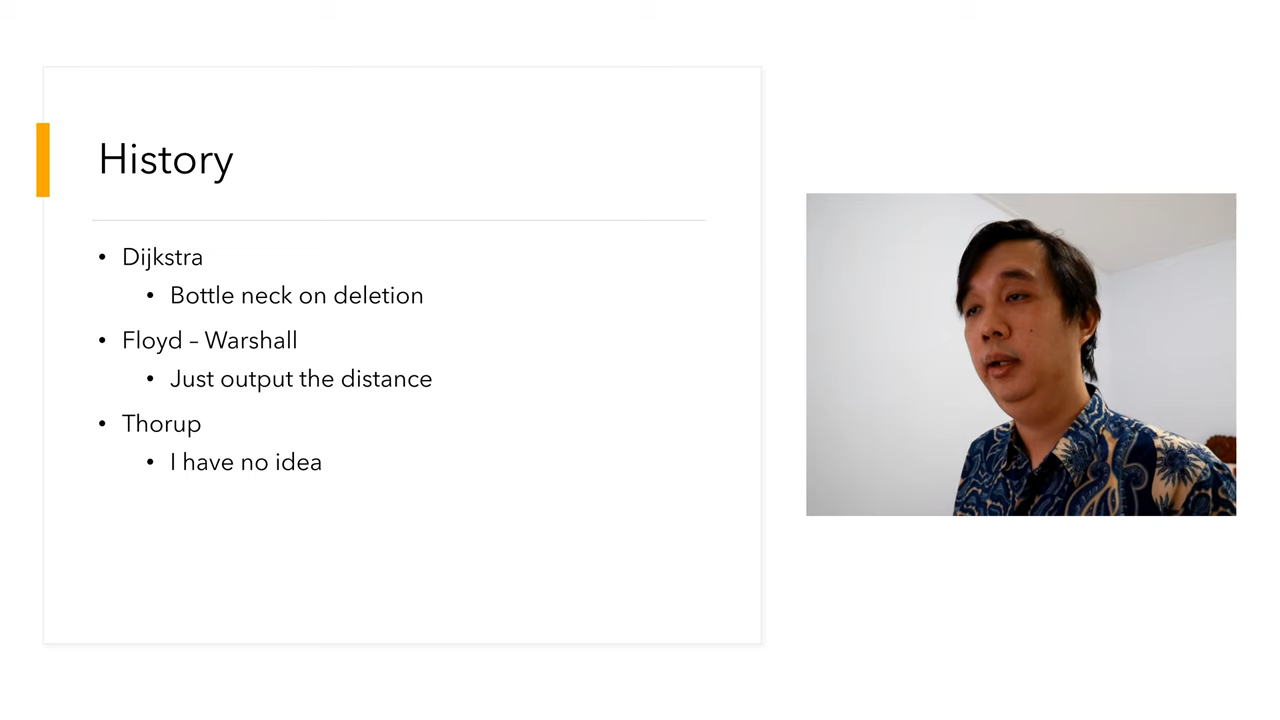 History
• Dijkstra
• Bottle neck on deletion
• Floyd – Warshall
• Just output the distance
• Thorup
• I have no idea